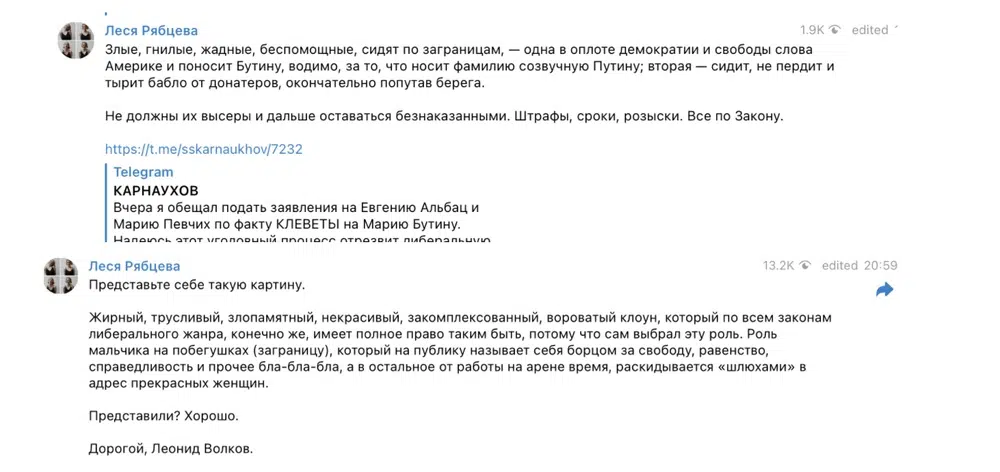 Леся Рябцева
1.9K edited
Злые, гнилые, жадные, беспомощные, сидят по заграницам, — одна в оплоте демократии и свободы слова
Америке и поносит Бутину, водимо, за то, что носит фамилию созвучную Путину; вторая — сидит, не пердит и
тырит бабло от донатеров, окончательно попутав берега.
Не должны их высеры и дальше оставаться безнаказанными. Штрафы, сроки, розыски. Все по Закону.
https://t.me/sskarnaukhov/7232
Telegram
КАРНАУХОВ
Вчера я обещал подать заявления на Евгению Альбац и
Марию Певчих по факту КЛЕВЕТЫ на Марию Бутину.
Надеюсь этот уголовный процесс отрезвит либеральную
Леся Рябцева
13.2K edited 20:59
Представьте себе такую картину.
Жирный, трусливый, злопамятный, некрасивый, закомплексованный, вороватый клоун, который по всем законам
либерального жанра, конечно же, имеет полное право таким быть, потому что сам выбрал эту роль. Роль
мальчика на побегушках (заграницу), который на публику называет себя борцом за свободу, равенство,
справедливость и прочее бла-бла-бла, а в остальное от работы на арене время, раскидывается «шлюхами» в
адрес прекрасных женщин.
Представили? Хорошо.
Дорогой, Леонид Волков.